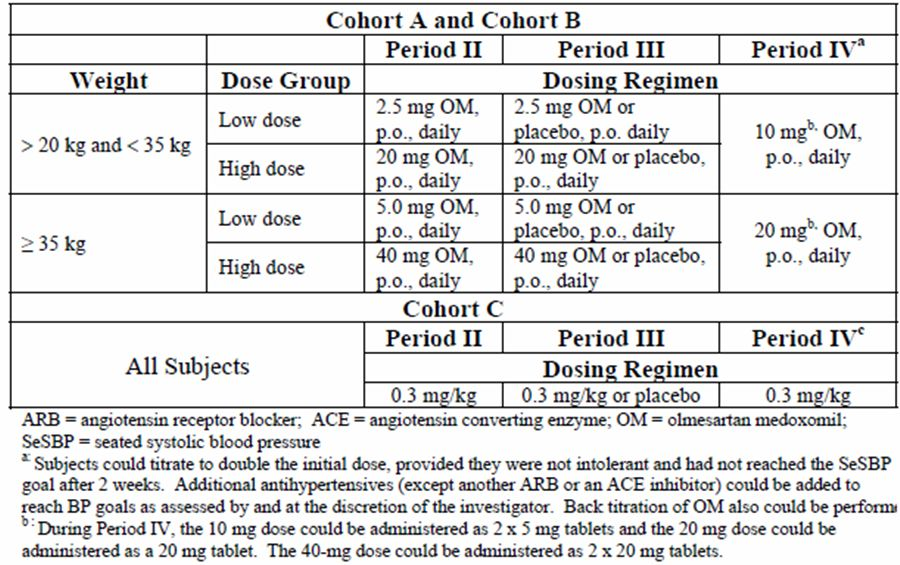 Cohort A and Cohort B
Period II Period III Period IVa
Weight Dose Group Dosing Regimen
> 20 kg and < 35 kg
Low dose
2.5 mg OM,
p.o., daily
2.5 mg OM or
placebo, p.o. daily
10 mgb. OM,
p.o., daily
High dose
20 mg OM,
p.o., daily
20 mg OM or placebo,
p.o., daily
≥ 35 kg
Low dose
5.0 mg OM,
p.o., daily
5.0 mg OM or
placebo, p.o., daily
20 mgb. OM,
p.o., daily
High dose
40 mg OM,
p.o., daily
40 mg OM or placebo,
p.o., daily
Cohort C
All Subjects
Period II Period III Period IVc
Dosing Regimen
0.3 mg/kg 0.3 mg/kg or placebo 0.3 mg/kg
ARB = angiotensin receptor blocker; ACE = angiotensin converting enzyme; OM = olmesartan medoxomil;
SeSBP = seated systolic blood pressure
a: Subjects could titrate to double the initial dose, provided they were not intolerant and had not reached the SeSBP
goal after 2 weeks. Additional antihypertensives (except another ARB or an ACE inhibitor) could be added to
reach BP goals as assessed by and at the discretion of the investigator. Back titration of OM also could be perform
b: During Period IV, the 10 mg dose could be administered as 2 x 5 mg tablets and the 20 mg dose could be
administered as a 20 mg tablet. The 40-mg dose could be administered as 2 x 20 mg tablets.